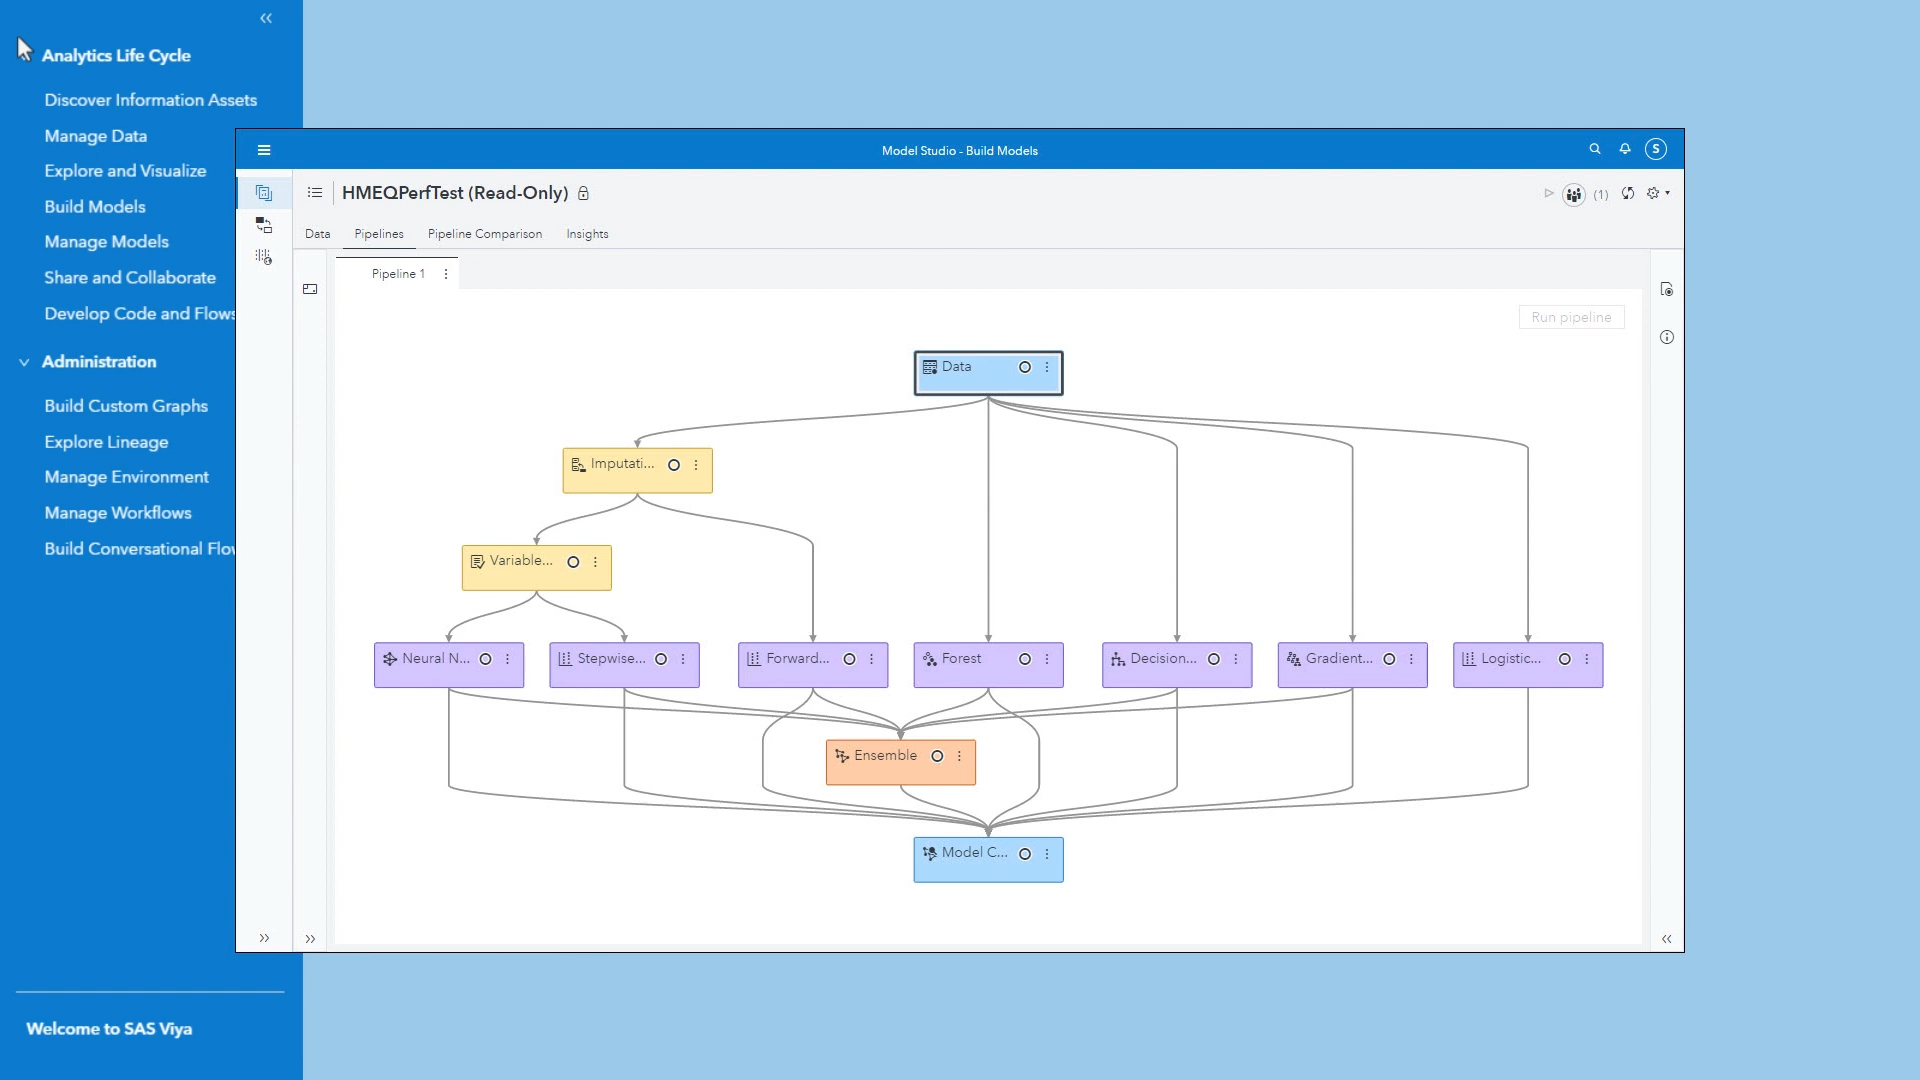 Analytics Life Cycle
Discover Information Assets
Manage Data
Explore and Visualize
Build Models
Manage Models
Share and Collaborate
Develop Code and Flows
Administration
Build Custom Graphs
Explore Lineage
Manage Environment
Manage Workflows
Build Conversational Flow
Welcome to SAS Viya
Model Studio - Build Models
S
HMEQPerfTest (Read-Only)
(1)
Data
Pipelines
Pipeline Comparison
Insights
Pipeline 1
Run pipeline
Data
Imputati...
Variable...
Neural N...
Stepwise...
Forward...
Forest
Decision...
Gradient...
Logistic...
Ensemble
Model C...